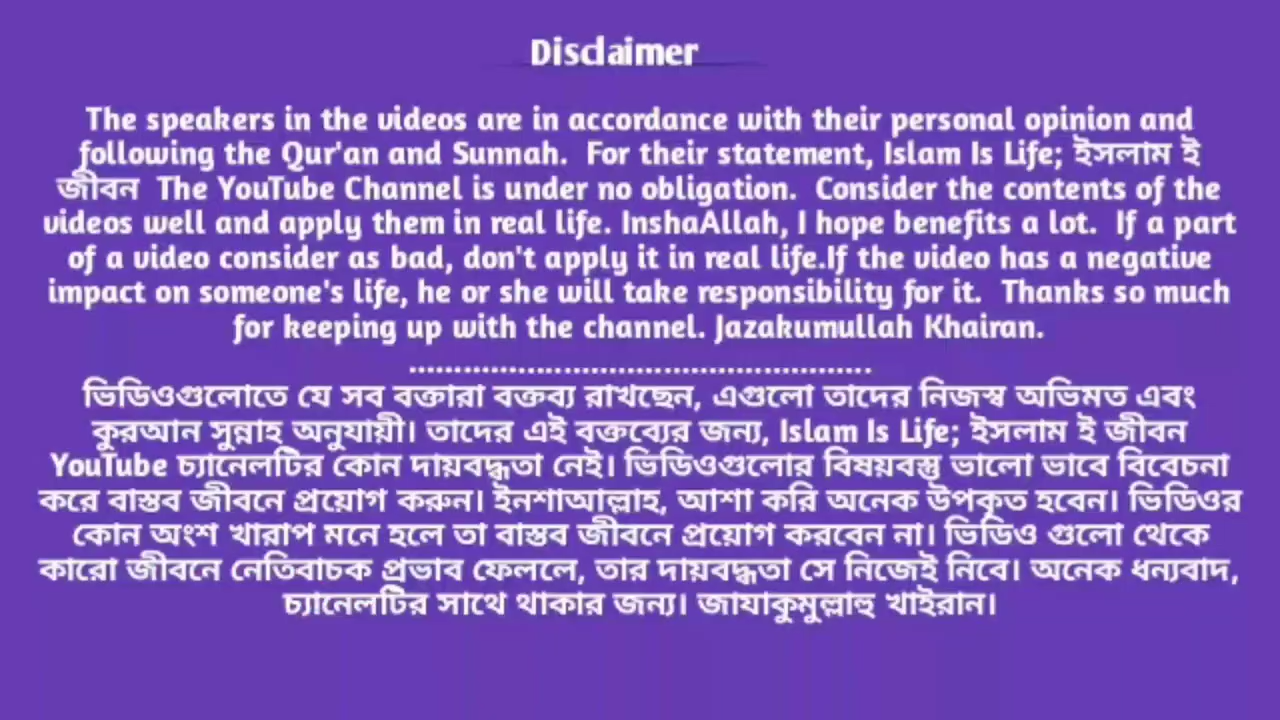 Disclaimer
The speakers in the videos are in accordance with their personal opinion and
following the Qur'an and Sunnah. For their statement, Islam Is Life; ইসলাম ই
জীবন The YouTube Channel is under no obligation. Consider the contents of the
videos well and apply them in real life. InshaAllah, I hope benefits a lot. If a part
of a video consider as bad, don't apply it in real life.If the video has a negative
impact on someone's life, he or she will take responsibility for it. Thanks so much
for keeping up with the channel. Jazakumullah Khairan.
...................................................
ভিডিওগুলোতে যে সব বক্তারা বক্তব্য রাখছেন, এগুলো তাদের নিজস্ব অভিমত এবং
কুরআন সুন্নাহ অনুযায়ী। তাদের এই বক্তব্যের জন্য, Islam Is Life; ইসলাম ই জীবন
YouTube চ্যানেলটির কোন দায়বদ্ধতা নেই। ভিডিওগুলোর বিষয়বস্তু ভালো ভাবে বিবেচনা
করে বাস্তব জীবনে প্রয়োগ করুন। ইনশাআল্লাহ, আশা করি অনেক উপকৃত হবেন। ভিডিওর
কোন অংশ খারাপ মনে হলে তা বাস্তব জীবনে প্রয়োগ করবেন না। ভিডিও গুলো থেকে
কারো জীবনে নেতিবাচক প্রভাব ফেললে, তার দায়বদ্ধতা সে নিজেই নিবে। অনেক ধন্যবাদ,
চ্যানেলটির সাথে থাকার জন্য। জাযাকুমুল্লাহু খাইরান।